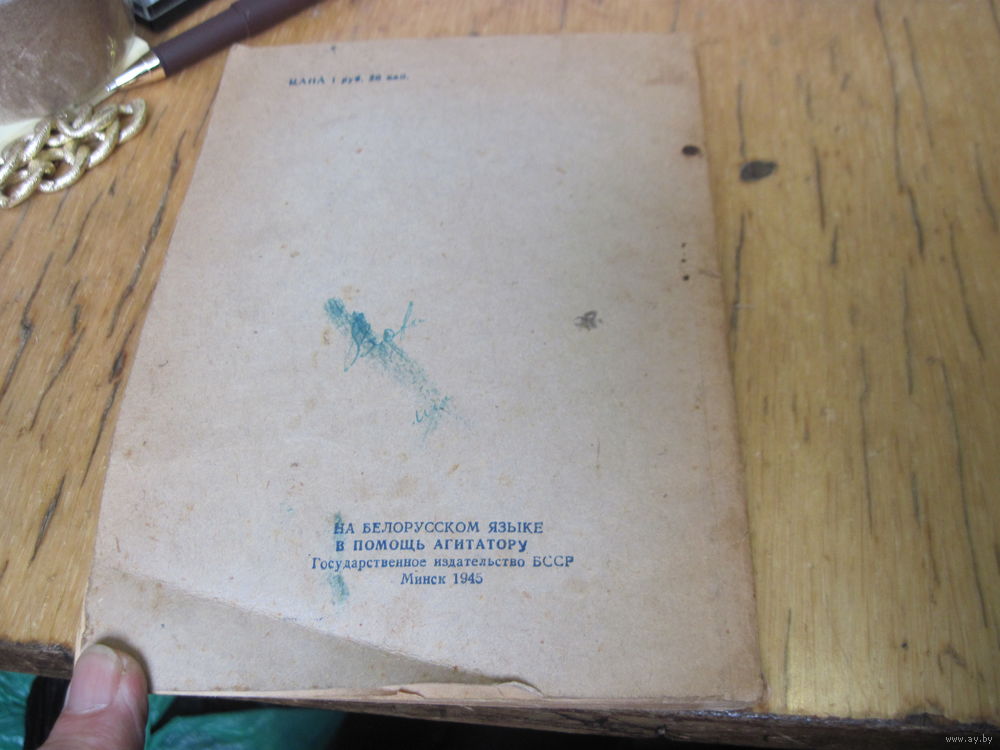 ЦАНА 1 руб. 20 кап.
НА БЕЛОРУССКОМ ЯЗЫКЕ
В ПОМОЩЬ АГИТАТОРУ
Государственное издательство БССР
Минск 1945
www.ay.by